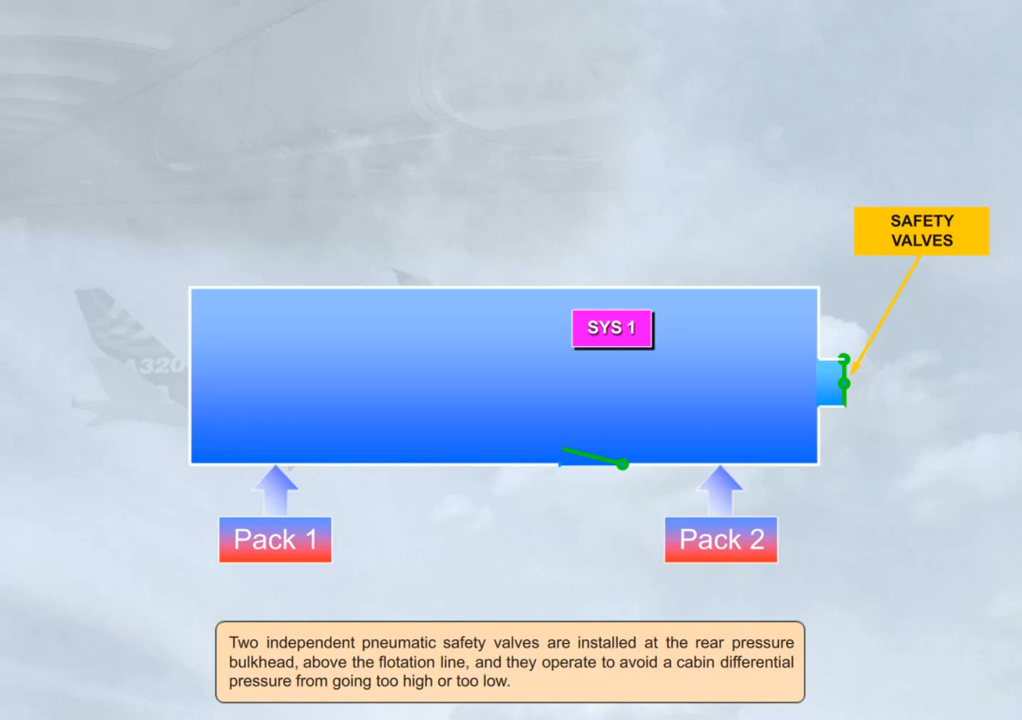 SAFETY
VALVES
SYS 1
A320
Pack 1
Pack 2
Two independent pneumatic safety valves are installed at the rear pressure
bulkhead, above the flotation line, and they operate to avoid a cabin differential
pressure from going too high or too low.